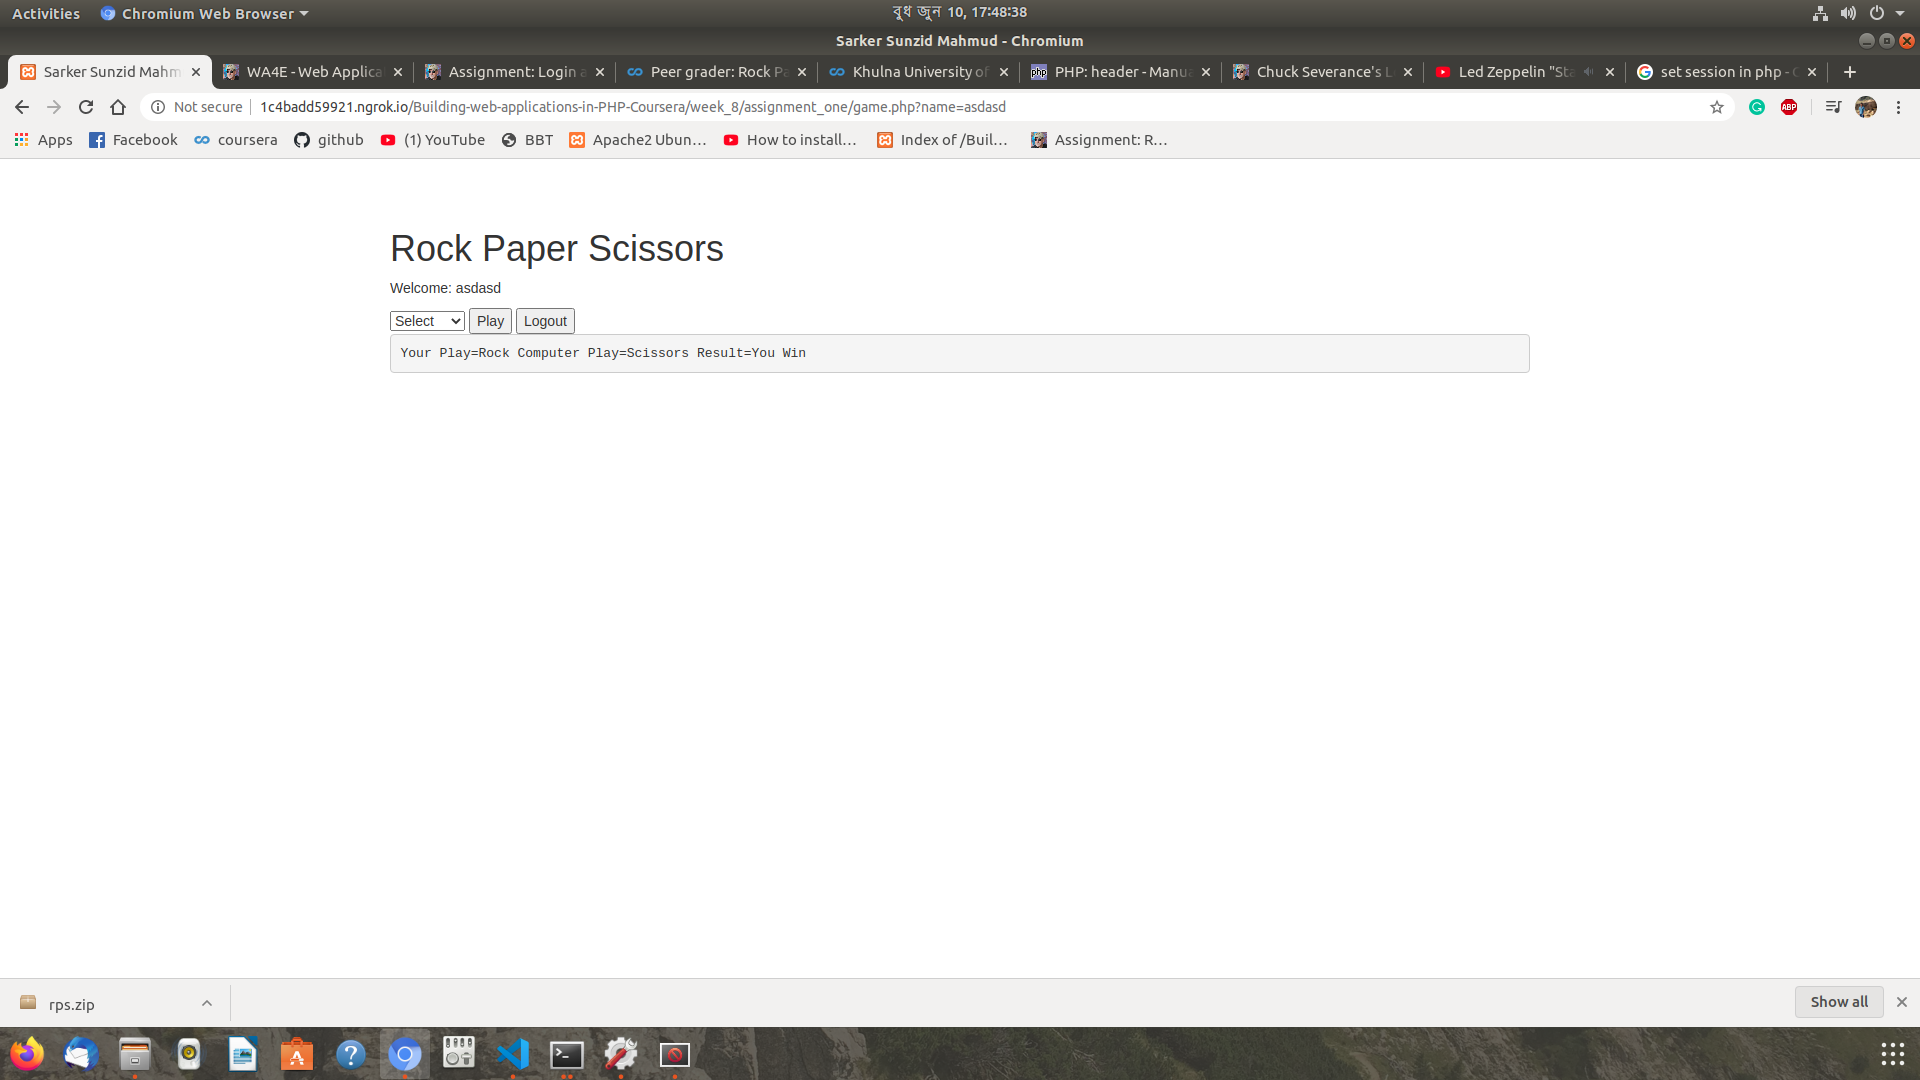 Activities
Chromium Web Browser
বুধ জুন 10, 17:48:38
Sarker Sunzid Mahmud - Chromium
Sarker Sunzid Mahm
WA4E - Web Applica
Assignment: Login a
Peer grader: Rock Pa
Khulna University of
PHP: header - Manua
Chuck Severance's L
Led Zeppelin "Sta
set session in php - G
Not secure
1c4badd59921.ngrok.io/Building-web-applications-in-PHP-Coursera/week_8/assignment_one/game.php?name=asdasd
ABP
Apps
Facebook
coursera
github
(1) YouTube
BBT
Apache2 Ubun...
How to install...
Index of /Buil...
Assignment: R...
Rock Paper Scissors
Welcome: asdasd
Select
Play
Logout
Your Play=Rock Computer Play=Scissors Result=You Win
rps.zip
Show all